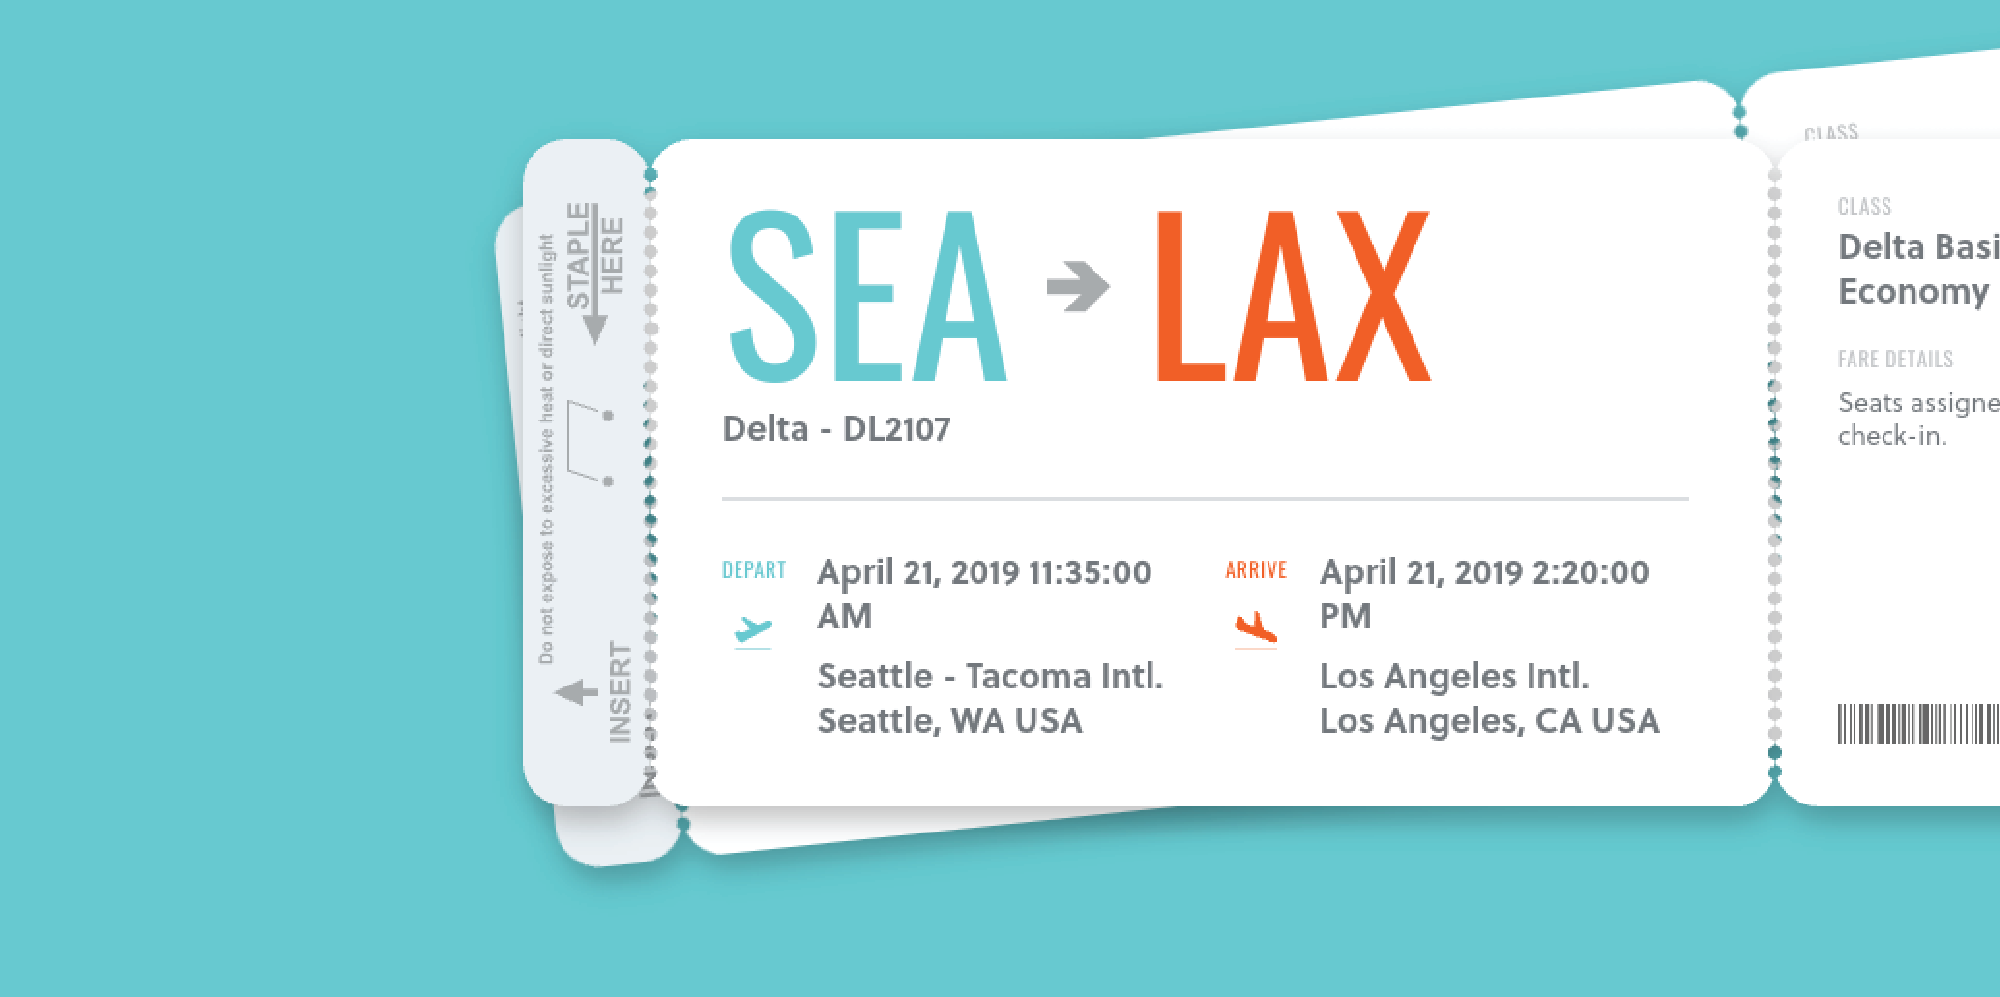 STAPLE
HERE
Do not expose to excessive heat or direct sunlight
INSERT
SEA LAX
Delta - DL2107
DEPART
April 21, 2019 11:35:00
AM
Seattle - Tacoma Intl.
Seattle, WA USA
ARRIVE
April 21, 2019 2:20:00
PM
Los Angeles Intl.
Los Angeles, CA USA
CLASS
CLASS
Delta Basi
Economy
FARE DETAILS
Seats assigne
check-in.